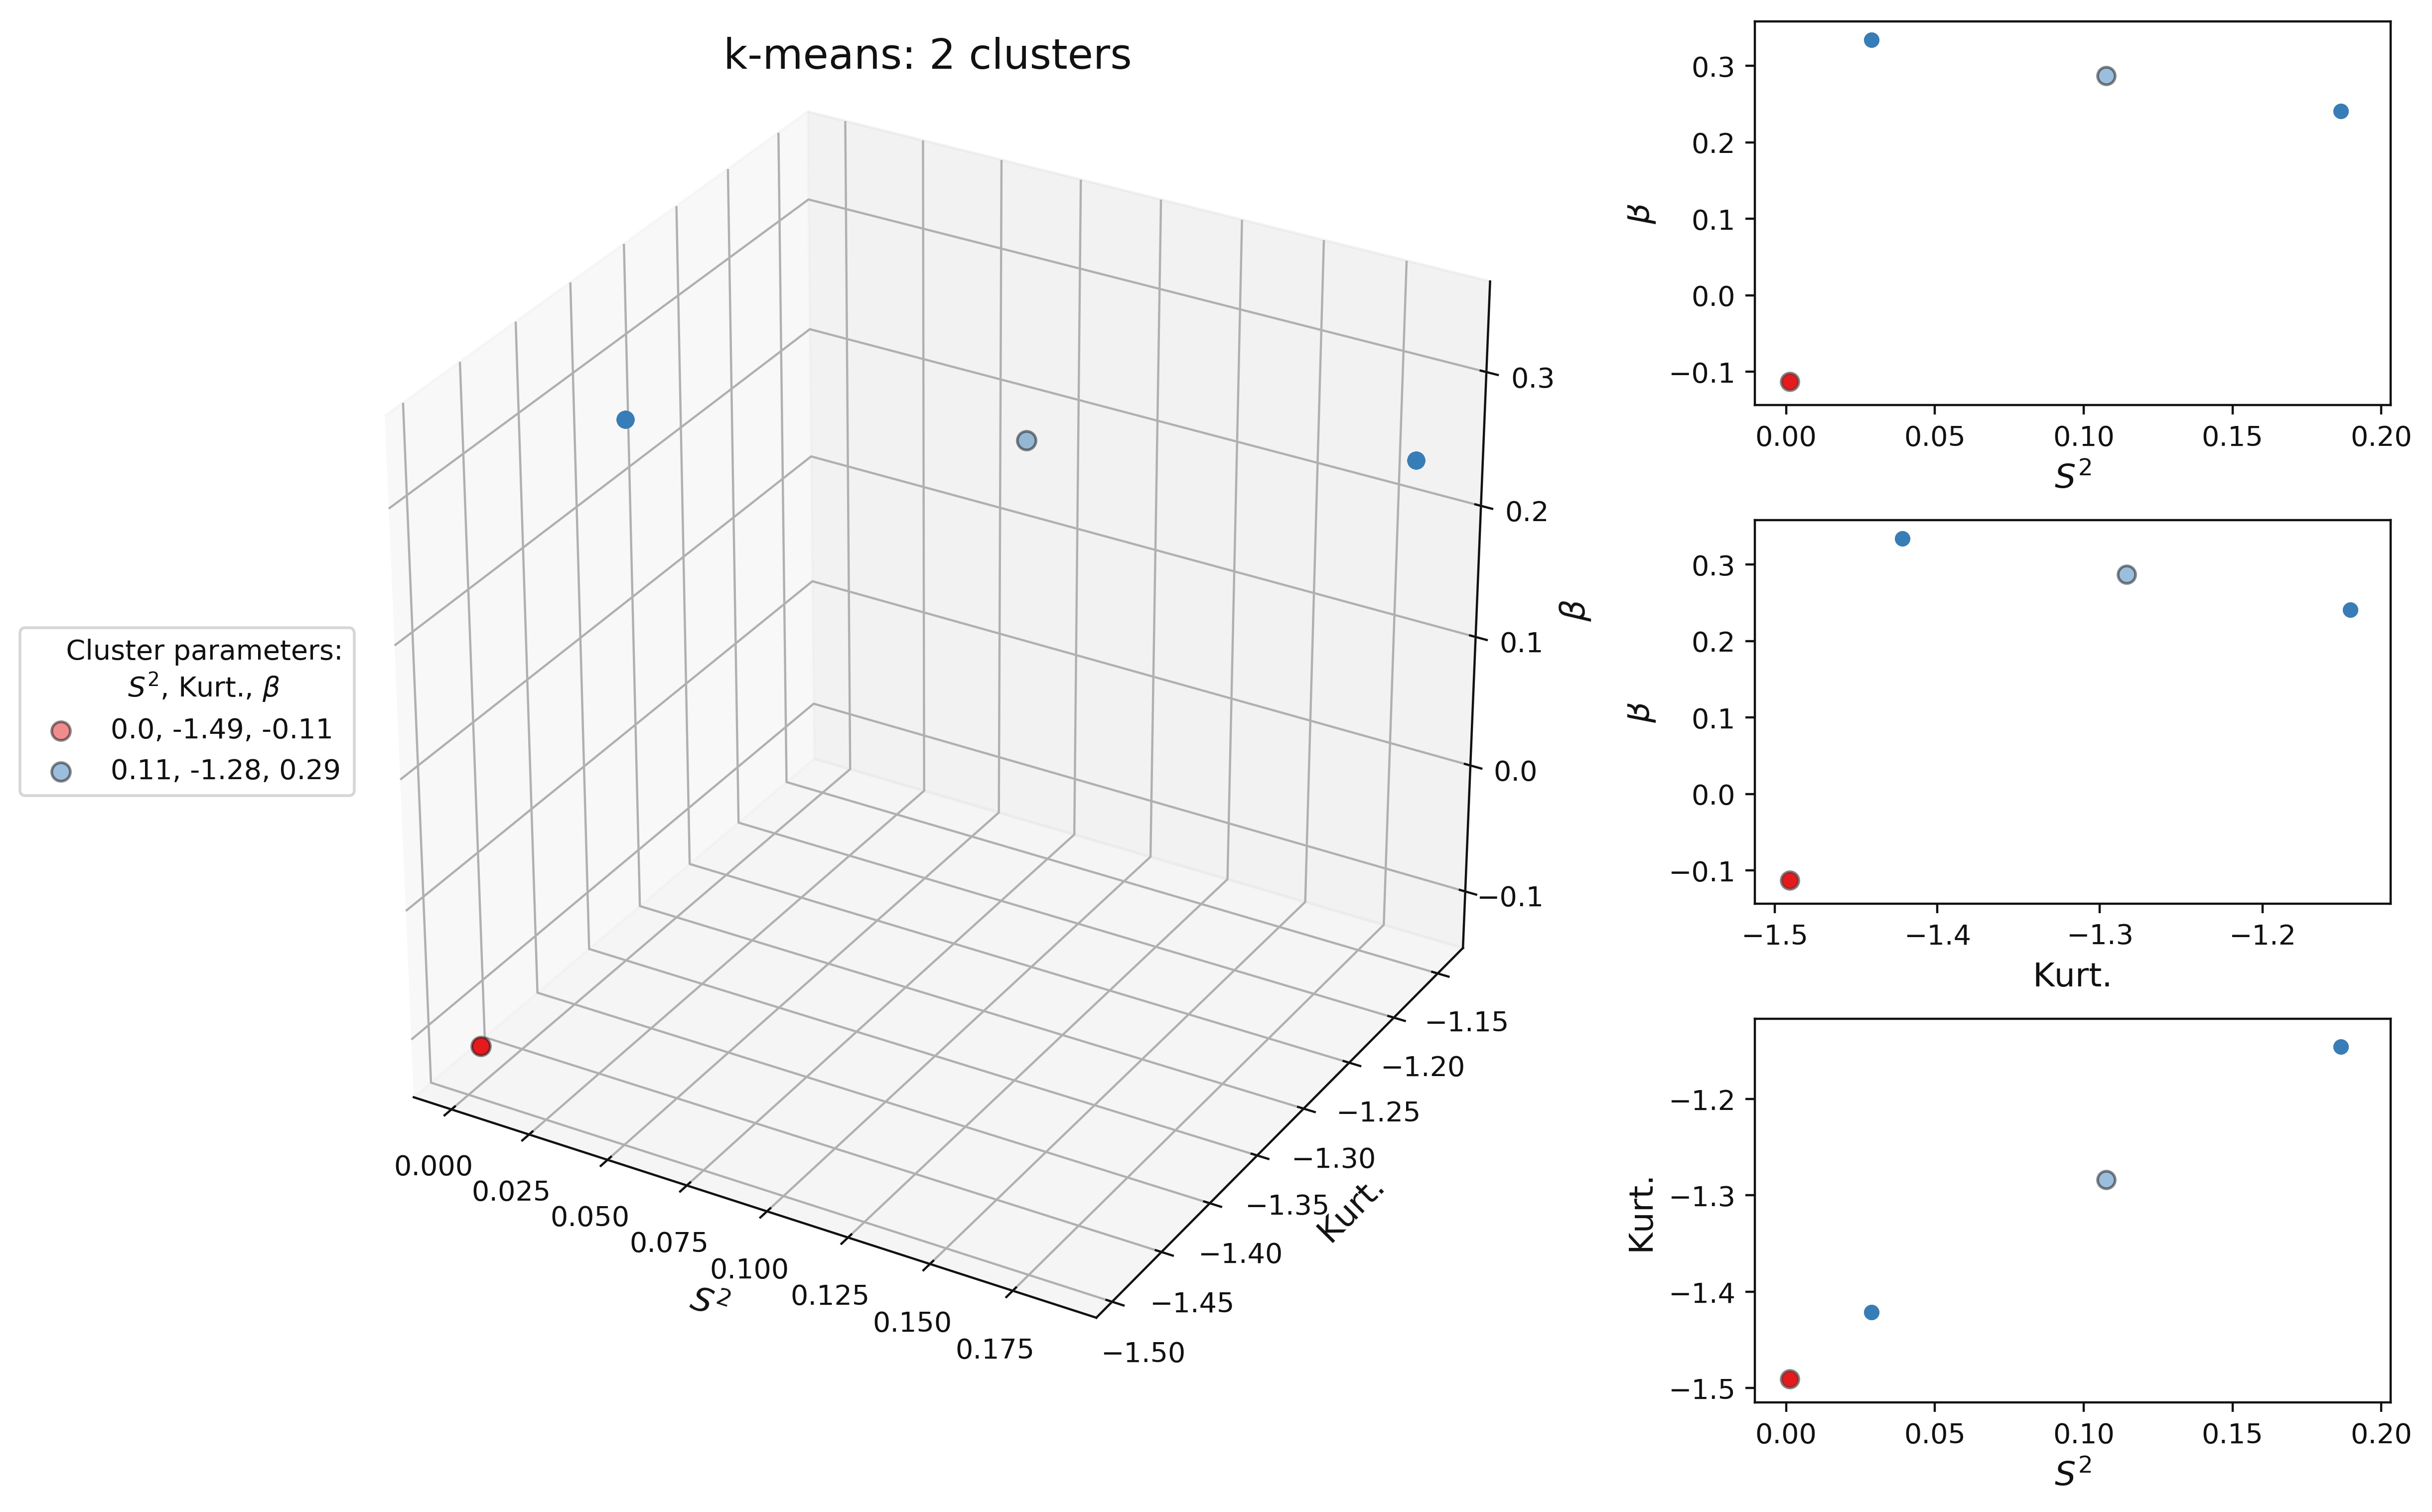 k-means: 2 clusters
Cluster parameters:
S², Kurt., β
0.0, -1.49, -0.11
0.11, -1.28, 0.29
0.3
0.2
0.1
0.0
−0.1
β
−1.15
−1.20
−1.25
−1.30
−1.35
−1.40
−1.45
−1.50
Kurt.
0.000
0.025
0.050
0.075
0.100
0.125
0.150
0.175
S²
0.3
0.2
0.1
0.0
−0.1
β
0.00 0.05 0.10 0.15 0.20
S²
0.3
0.2
0.1
0.0
−0.1
β
−1.5 −1.4 −1.3 −1.2
Kurt.
−1.2
−1.3
−1.4
−1.5
Kurt.
0.00 0.05 0.10 0.15 0.20
S²